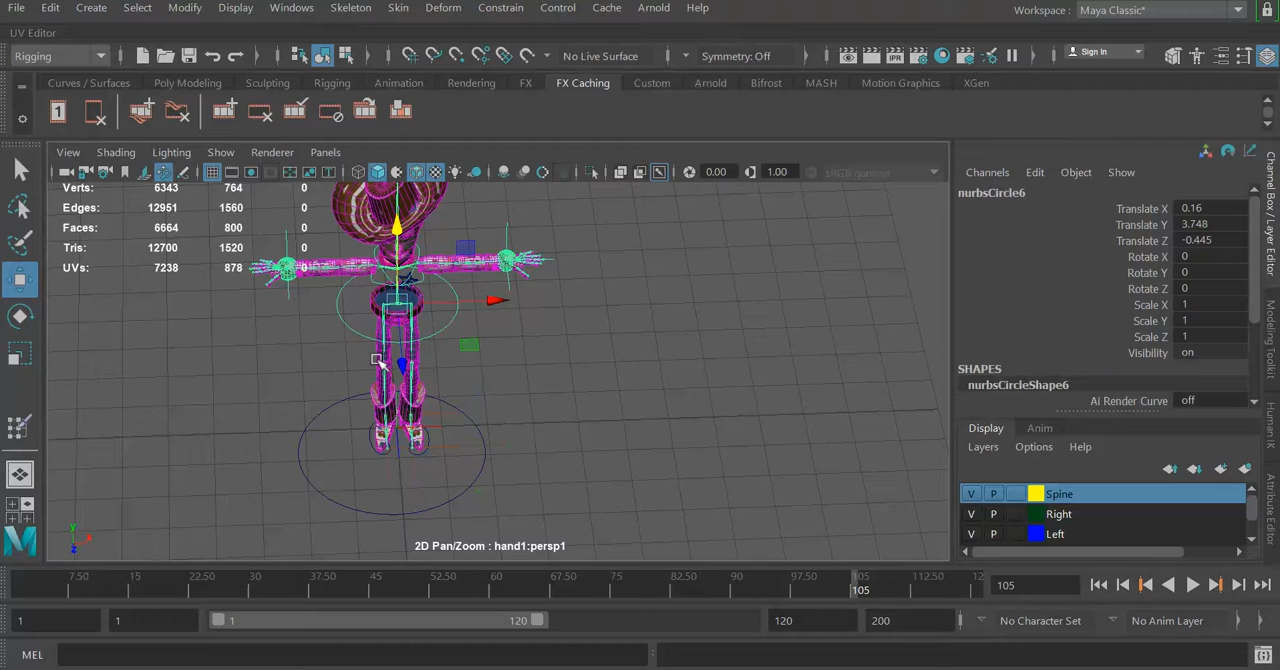 File Edit Create Select Modify Display Windows Skeleton Skin Deform Constrain Control Cache Arnold Help Workspace : Maya Classic*
UV Editor
Rigging No Live Surface Symmetry: Off Sign In
Curves / Surfaces Poly Modeling Sculpting Rigging Animation Rendering FX FX Caching Custom Arnold Bifrost MASH Motion Graphics XGen
1
View Shading Lighting Show Renderer Panels
0.00 1.00 sRGB gamma
Verts: 6343 764 0
Edges: 12951 1560 0
Faces: 6664 800 0
Tris: 12700 1520 0
UVs: 7238 878 0
2D Pan/Zoom : hand1:persp1
y
z
Channels Edit Object Show
nurbsCircle6
Translate X 0.16
Translate Y 3.748
Translate Z -0.445
Rotate X 0
Rotate Y 0
Rotate Z 0
Scale X 1
Scale Y 1
Scale Z 1
Visibility on
SHAPES
nurbsCircleShape6
Ai Render Curve off
Display Anim
Layers Options Help
V P Spine
V P Right
V P Left
Channel Box / Layer Editor
Modeling Toolkit
Human IK
Attribute Editor
7.50 15 22.50 30 37.50 45 52.50 60 67.50 75 82.50 90 97.50 105 112.50 12
105
105
1 1 1 120 120 200 No Character Set No Anim Layer
MEL